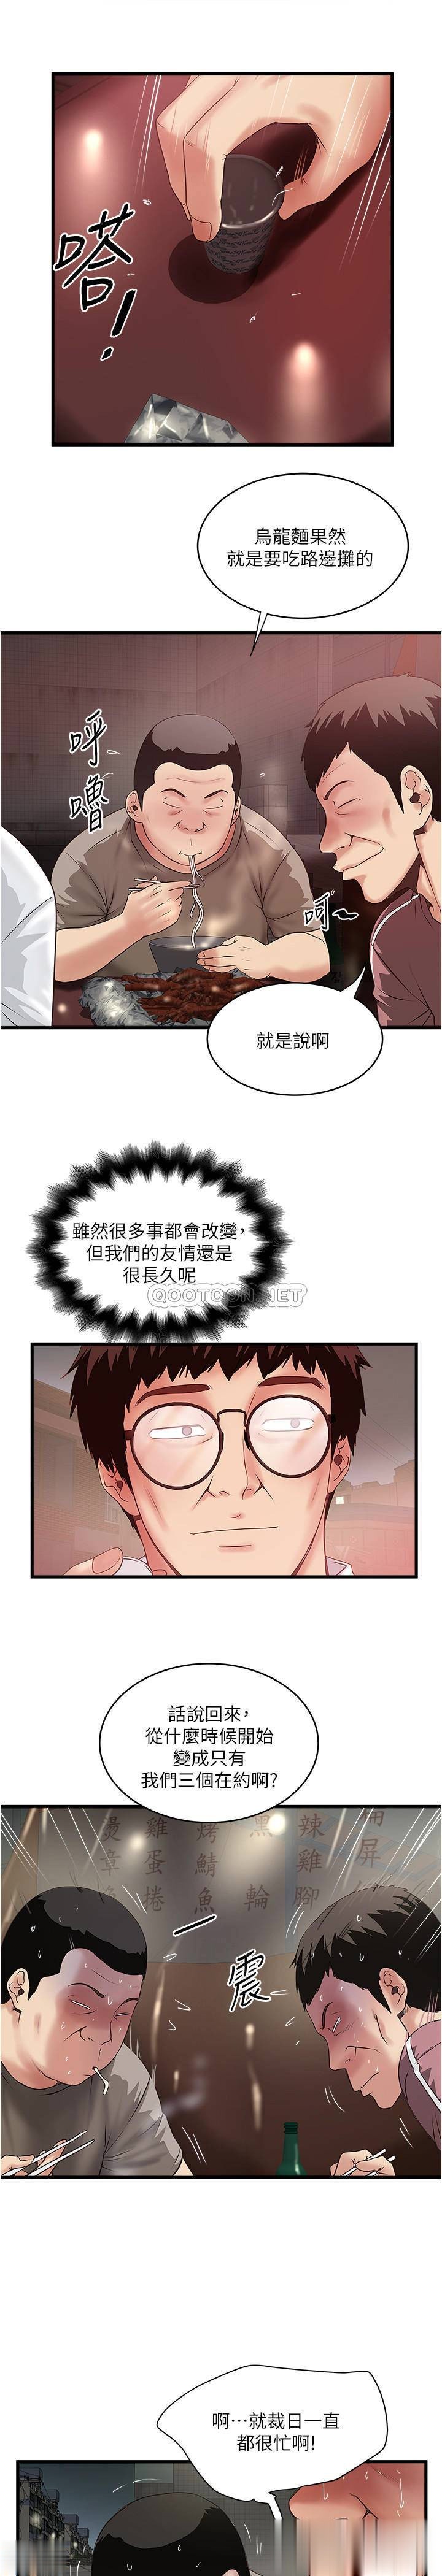 嗒!
烏龍麵果然
就是要吃路邊攤的
呼嚕
呵~
就是說啊
雖然很多事都會改變,
但我們的友情還是
很長久呢
QOOTOON.NET
話說回來,
從什麼時候開始
變成只有
我們三個在約啊?
燙章
雞蛋捲
烤鯖魚
黑輪
辣雞腳
屏
一震
啊…就裁日一直
都很忙啊!